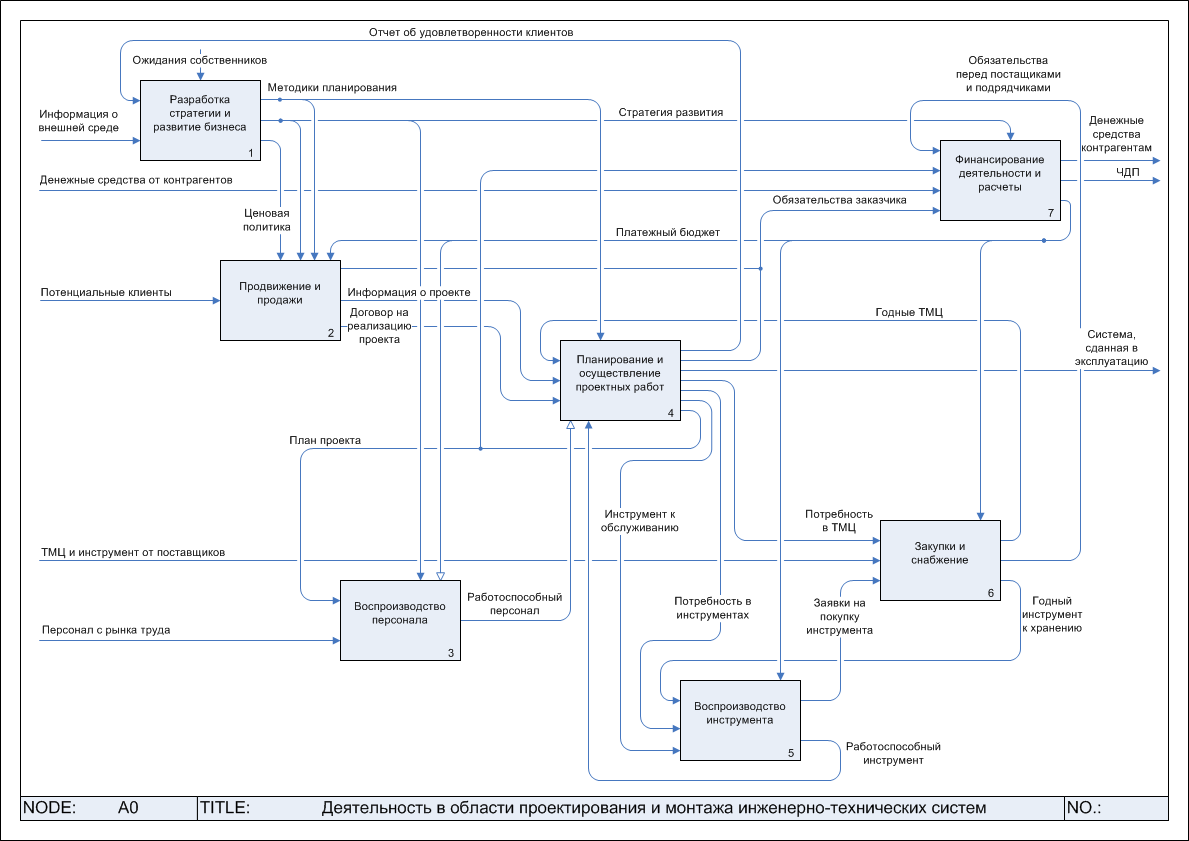 Отчет об удовлетворенности клиентов
Ожидания собственников
Методики планирования
Разработка
стратегии и
развитие бизнеса
1
Информация о
внешней среде
Стратегия развития
Обязательства
перед постащиками
и подрядчиками
Денежные
средства
контрагентам
ЧДП
Финансирование
деятельности и
расчеты
7
Денежные средства от контрагентов
Ценовая
политика
Обязательства заказчика
Платежный бюджет
Потенциальные клиенты
Продвижение и
продажи
2
Информация о проекте
Договор на
реализацию
проекта
Годные ТМЦ
Система,
сданная в
эксплуатацию
Планирование и
осуществление
проектных работ
4
План проекта
Инструмент к
обслуживанию
Потребность
в ТМЦ
ТМЦ и инструмент от поставщиков
Закупки и
снабжение
6
Воспроизводство
персонала
3
Работоспособный
персонал
Персонал с рынка труда
Потребность в
инструментах
Заявки на
покупку
инструмента
Годный
инструмент
к хранению
Воспроизводство
инструмента
5
Работоспособный
инструмент
NODE: A0 TITLE: Деятельность в области проектирования и монтажа инженерно-технических систем NO.: